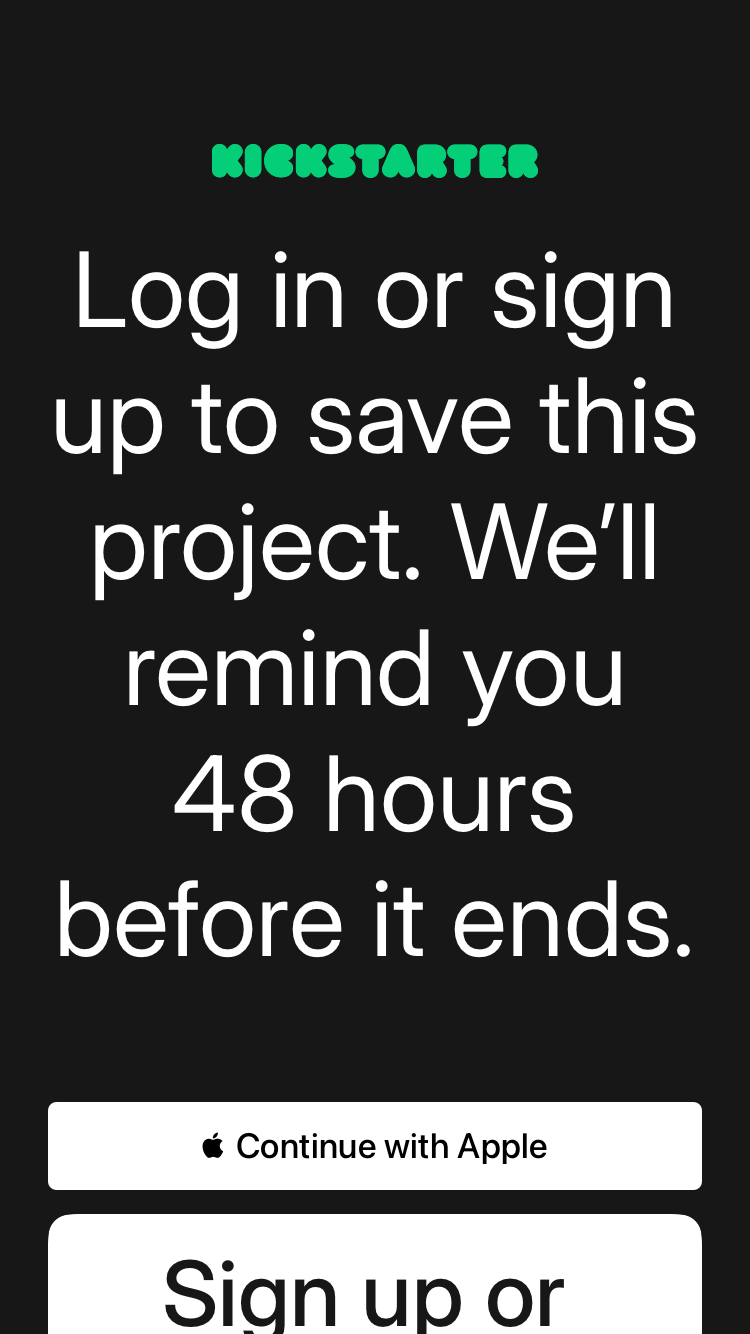 KICKSTARTER
Log in or sign
up to save this
project. We’ll
remind you
48 hours
before it ends.
Continue with Apple
Sign up or